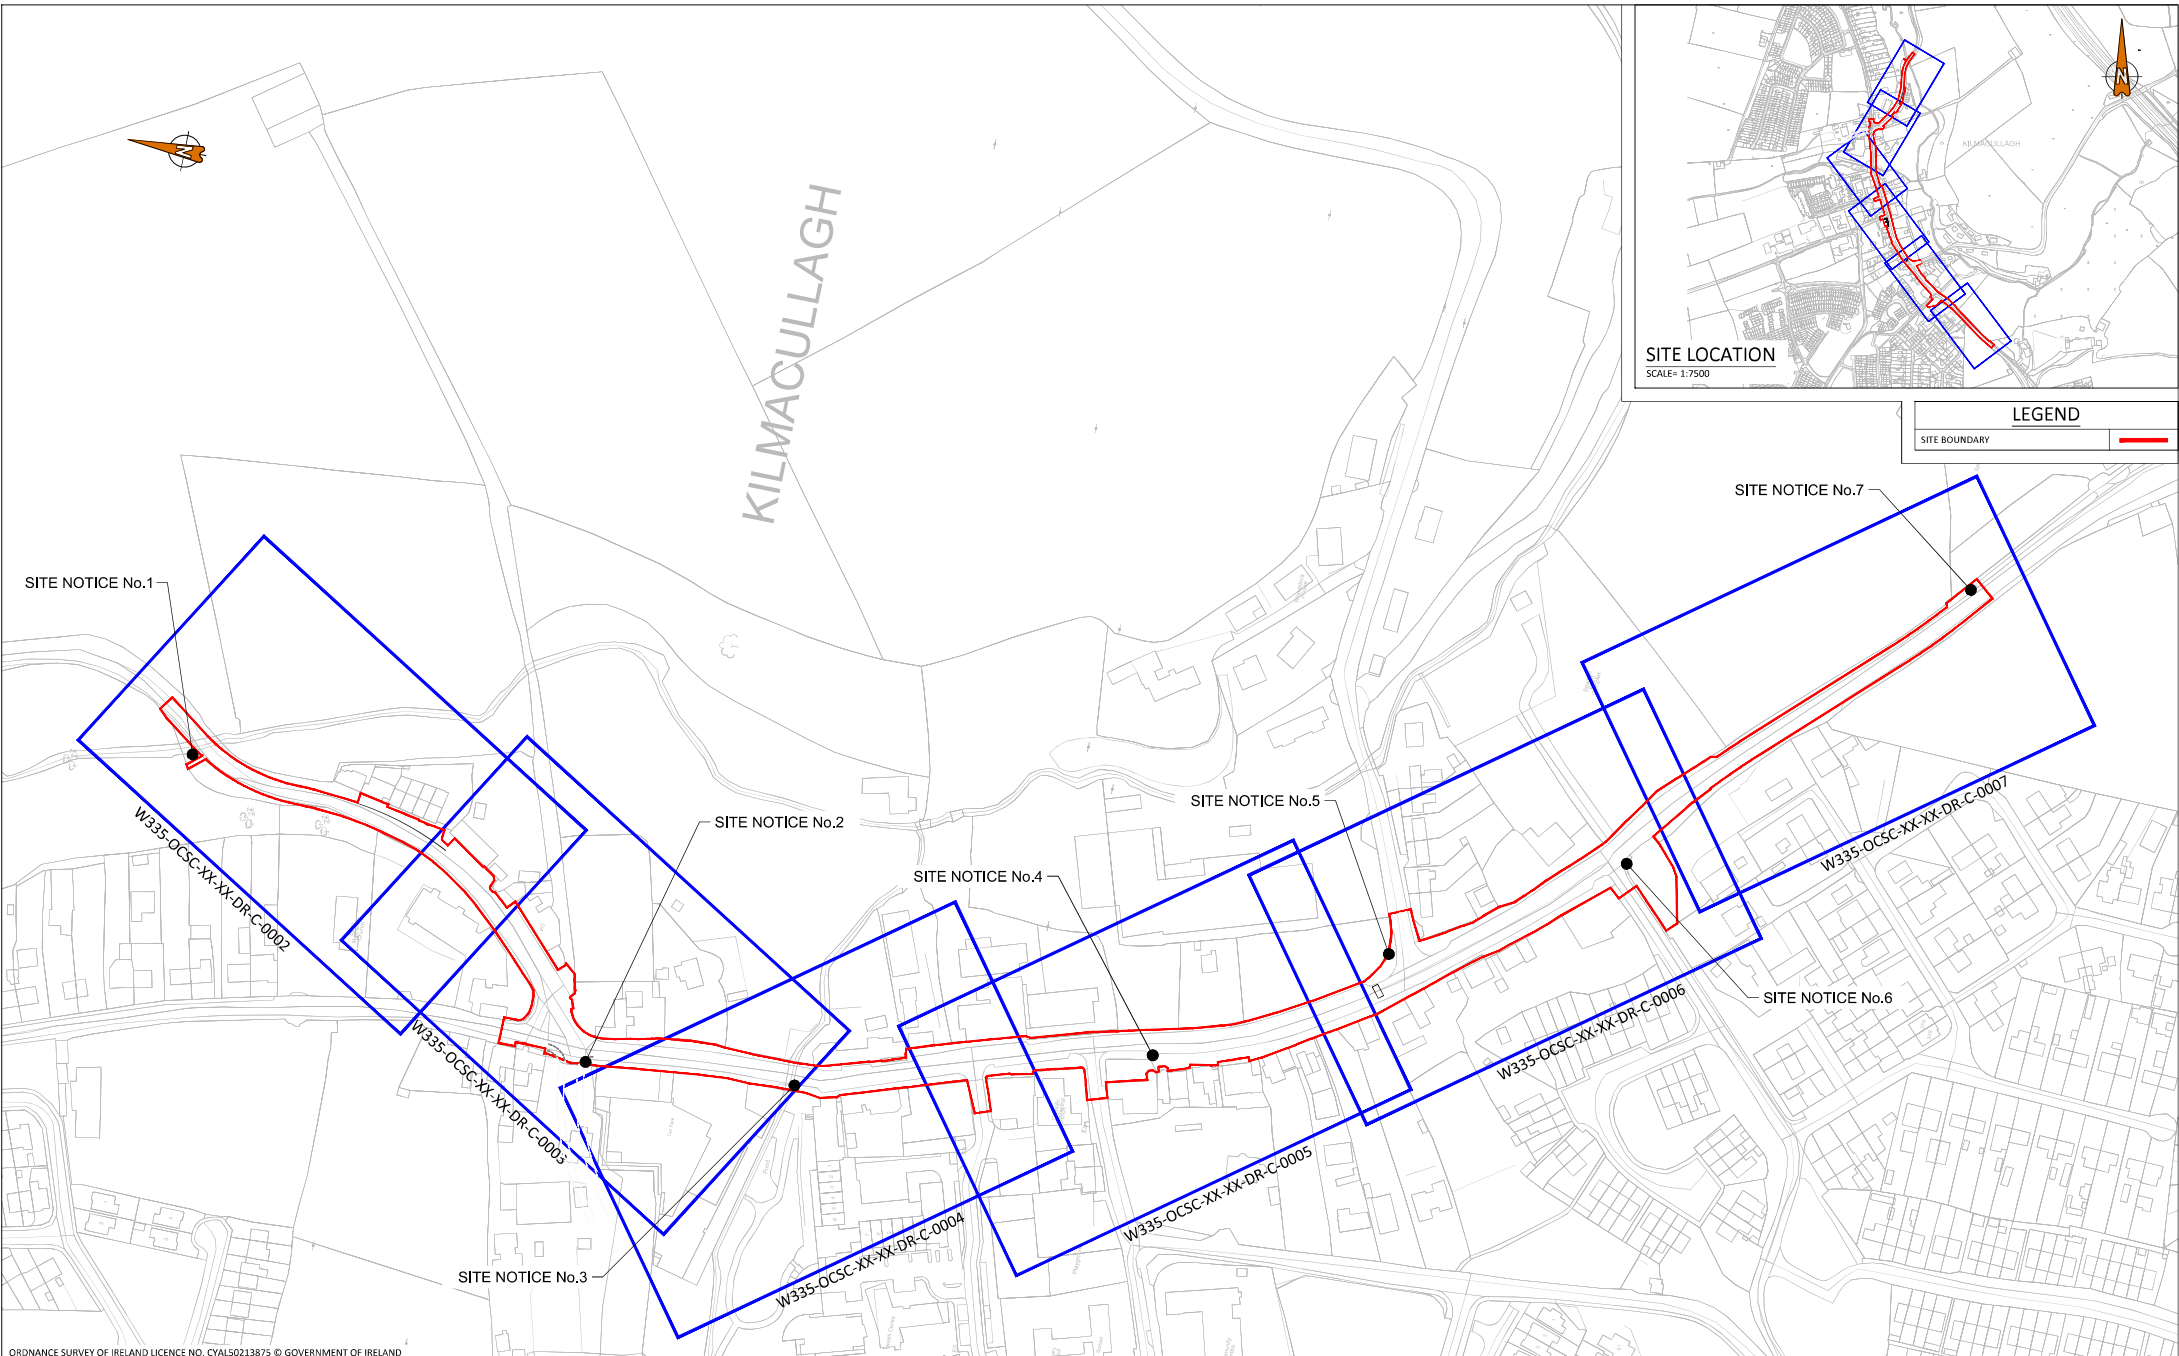 N
N
KILMACULLAGH
SITE LOCATION
SCALE= 1:7500
KILMACULLAGH
LEGEND
SITE BOUNDARY
SITE NOTICE No.7
SITE NOTICE No.1
SITE NOTICE No.5
SITE NOTICE No.2
SITE NOTICE No.4
SITE NOTICE No.6
SITE NOTICE No.3
W335-OCSC-XX-XX-DR-C-0002
W335-OCSC-XX-XX-DR-C-0003
W335-OCSC-XX-XX-DR-C-0004
W335-OCSC-XX-XX-DR-C-0005
W335-OCSC-XX-XX-DR-C-0006
W335-OCSC-XX-XX-DR-C-0007
Car Park
ORDNANCE SURVEY OF IRELAND LICENCE NO. CYAL50213875 © GOVERNMENT OF IRELAND